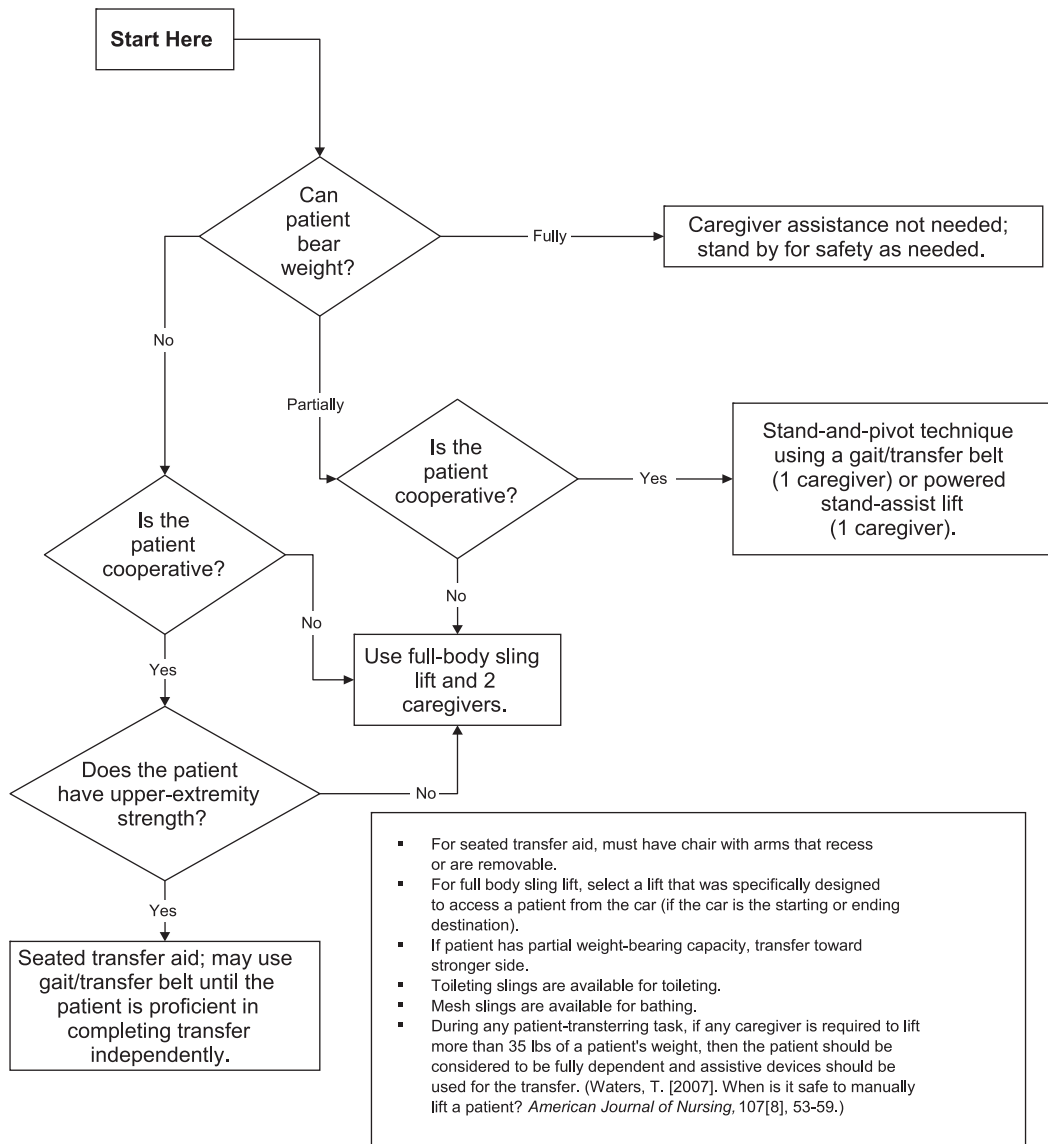 Start Here
Can
patient
bear
weight?
Fully
Caregiver assistance not needed;
stand by for safety as needed.
No
Partially
Is the
patient
cooperative?
Yes
Stand-and-pivot technique
using a gait/transfer belt
(1 caregiver) or powered
stand-assist lift
(1 caregiver).
Is the
patient
cooperative?
No
No
Use full-body sling
lift and 2
caregivers.
Yes
Does the patient
have upper-extremity
strength?
No
Yes
Seated transfer aid; may use
gait/transfer belt until the
patient is proficient in
completing transfer
independently.
▪ For seated transfer aid, must have chair with arms that recess
or are removable.
▪ For full body sling lift, select a lift that was specifically designed
to access a patient from the car (if the car is the starting or ending
destination).
▪ If patient has partial weight-bearing capacity, transfer toward
stronger side.
▪ Toileting slings are available for toileting.
▪ Mesh slings are available for bathing.
▪ During any patient-transterring task, if any caregiver is required to lift
more than 35 lbs of a patient's weight, then the patient should be
considered to be fully dependent and assistive devices should be
used for the transfer. (Waters, T. [2007]. When is it safe to manually
lift a patient? American Journal of Nursing, 107[8], 53-59.)